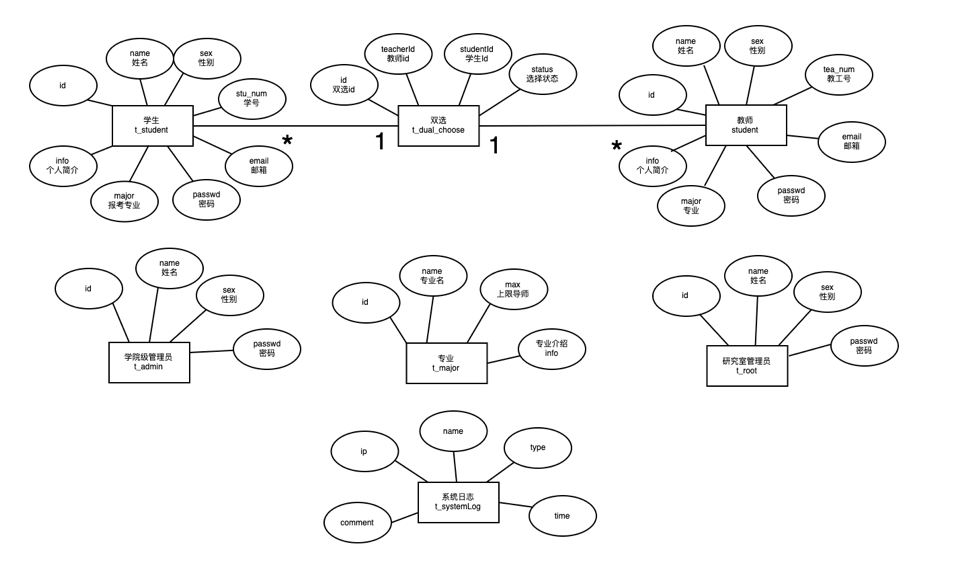 name
姓名
sex
性别
id
stu_num
学号
学生
t_student
info
个人简介
major
报考专业
passwd
密码
email
邮箱
*
1
teacherId
教师id
studentId
学生Id
id
双选id
status
选择状态
双选
t_dual_choose
1
*
name
姓名
sex
性别
tea_num
教工号
id
教师
student
email
邮箱
info
个人简介
major
专业
passwd
密码
name
姓名
id
sex
性别
passwd
密码
学院级管理员
t_admin
name
专业名
max
上限导师
id
专业介绍
info
专业
t_major
name
姓名
id
sex
性别
passwd
密码
研究室管理员
t_root
name
ip
type
系统日志
t_systemLog
comment
time